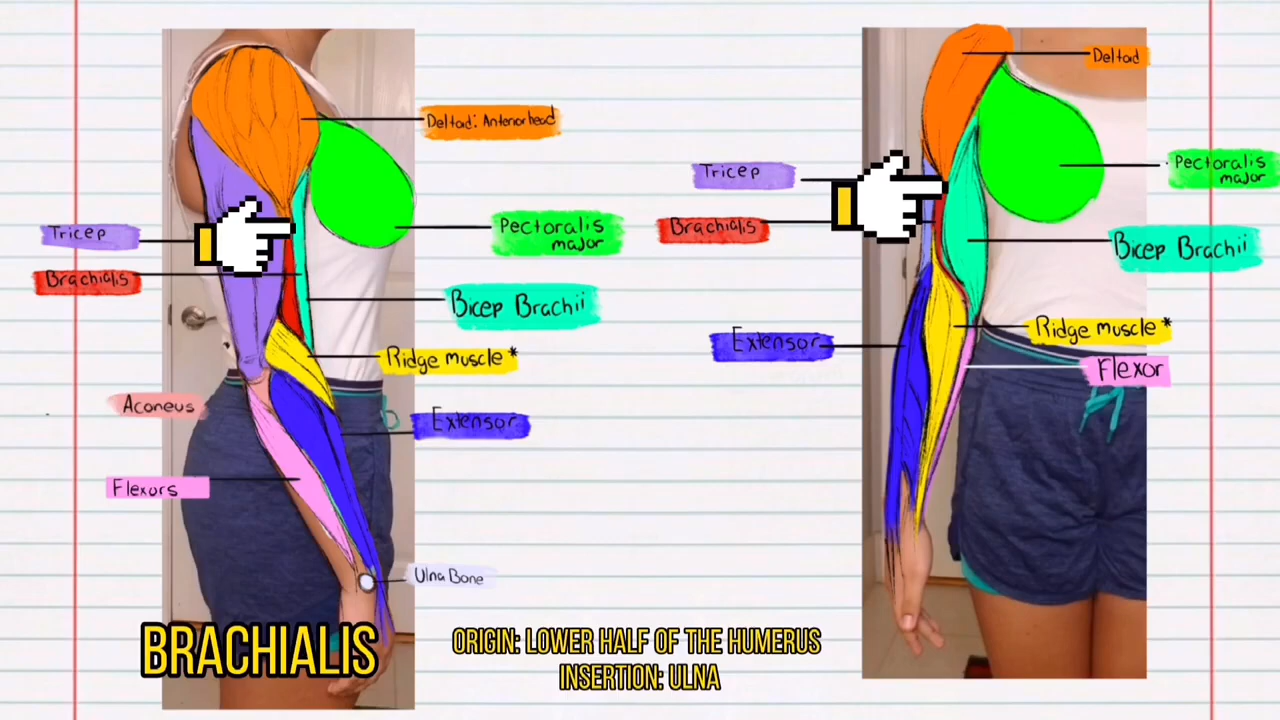 Deltoid: Anterior head
Tricep
Brachialis
Pectoralis
major
Bicep Brachii
Ridge muscle*
Aconeus
Extensor
Flexors
Ulna Bone
Deltoid
Tricep
Pectoralis
major
Brachialis
Bicep Brachii
Extensor
Ridge muscle*
Flexor
BRACHIALIS
ORIGIN: LOWER HALF OF THE HUMERUS
INSERTION: ULNA